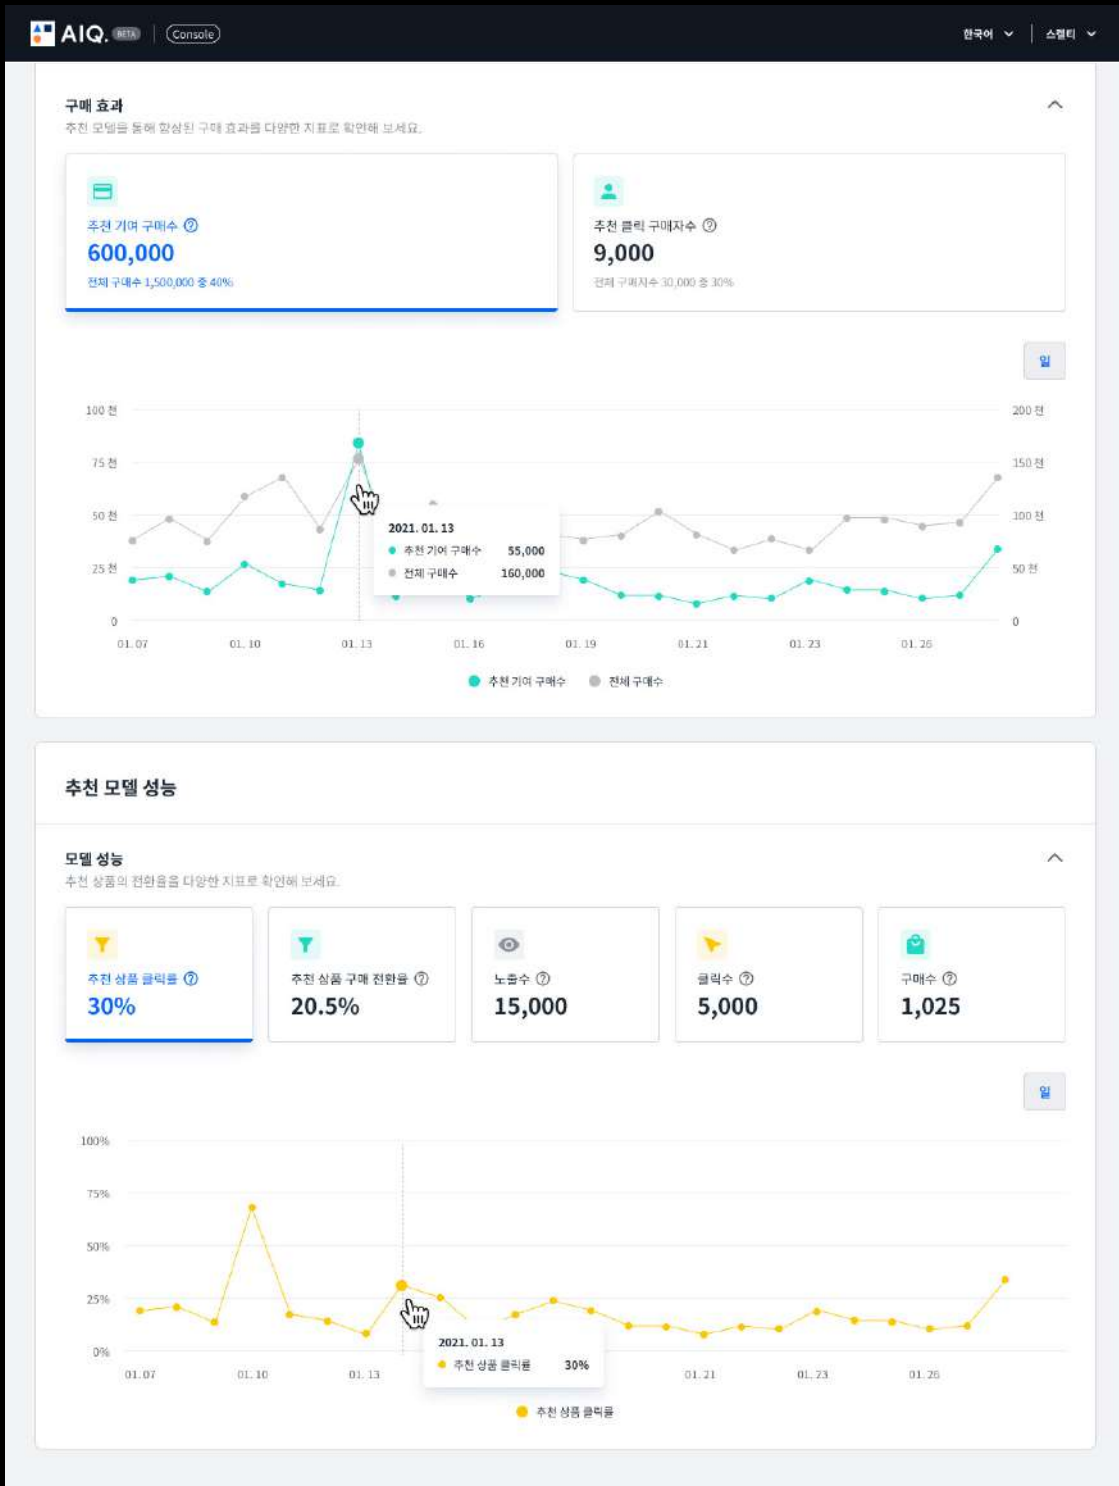 AIQ. BETA Console 한국어 스켈티
구매 효과
추천 모델을 통해 향상된 구매 효과를 다양한 지표로 확인해 보세요.
추천 기여 구매수
600,000
전체 구매수 1,500,000 중 40%
추천 클릭 구매자수
9,000
전체 구매자수 30,000 중 30%
일
100 천
75 천
50 천
25 천
0
200 천
150 천
100 천
50 천
0
2021. 01. 13
추천 기여 구매수 55,000
전체 구매수 160,000
01. 07 01. 10 01. 13 01. 16 01. 19 01. 21 01. 23 01. 26
추천 기여 구매수 전체 구매수
추천 모델 성능
모델 성능
추천 상품의 전환율을 다양한 지표로 확인해 보세요.
추천 상품 클릭률
30%
추천 상품 구매 전환율
20.5%
노출수
15,000
클릭수
5,000
구매수
1,025
일
100%
75%
50%
25%
0%
2021. 01. 13
추천 상품 클릭률 30%
01. 07 01. 10 01. 13 01. 21 01. 23 01. 26
추천 상품 클릭률